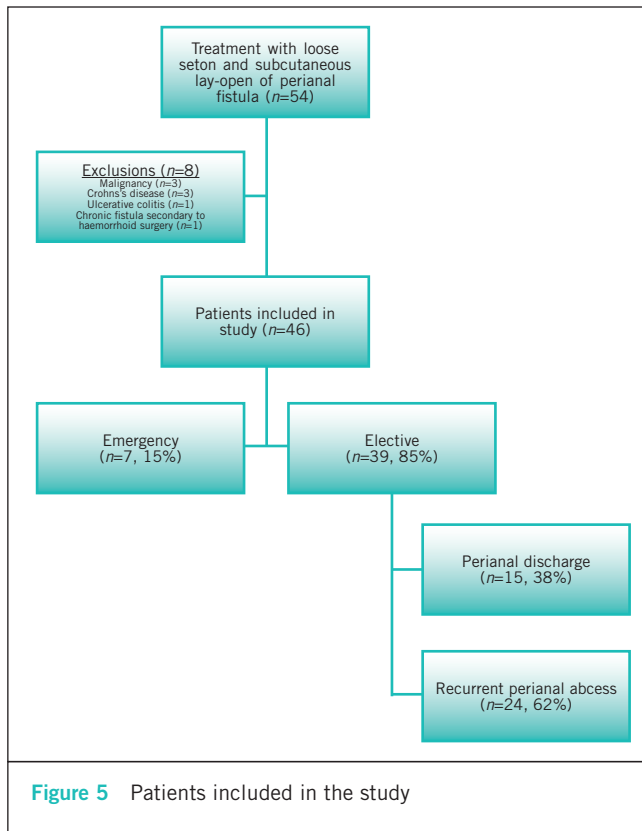 Treatment with loose
seton and subcutaneous
lay-open of perianal
fistula (n=54)
Exclusions (n=8)
Malignancy (n=3)
Crohns's disease (n=3)
Ulcerative colitis (n=1)
Chronic fistula secondary to
haemorrhoid surgery (n=1)
Patients included in
study (n=46)
Emergency
(n=7, 15%)
Elective
(n=39, 85%)
Perianal discharge
(n=15, 38%)
Recurrent perianal abcess
(n=24, 62%)
Figure 5 Patients included in the study